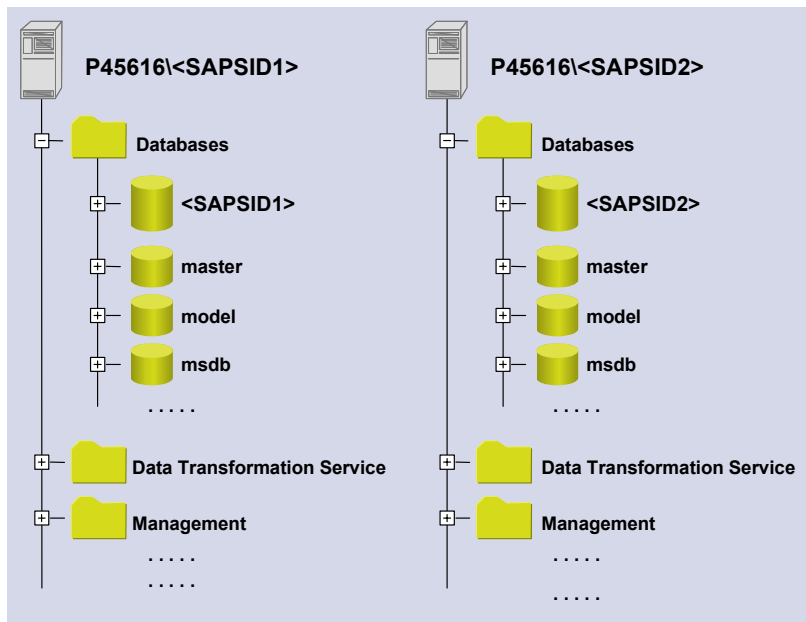 P45616\<SAPSID1>
Databases
<SAPSID1>
master
model
msdb
. . . . .
Data Transformation Service
Management
. . . . .
. . . . .
P45616\<SAPSID2>
Databases
<SAPSID2>
master
model
msdb
. . . . .
Data Transformation Service
Management
. . . . .
. . . . .